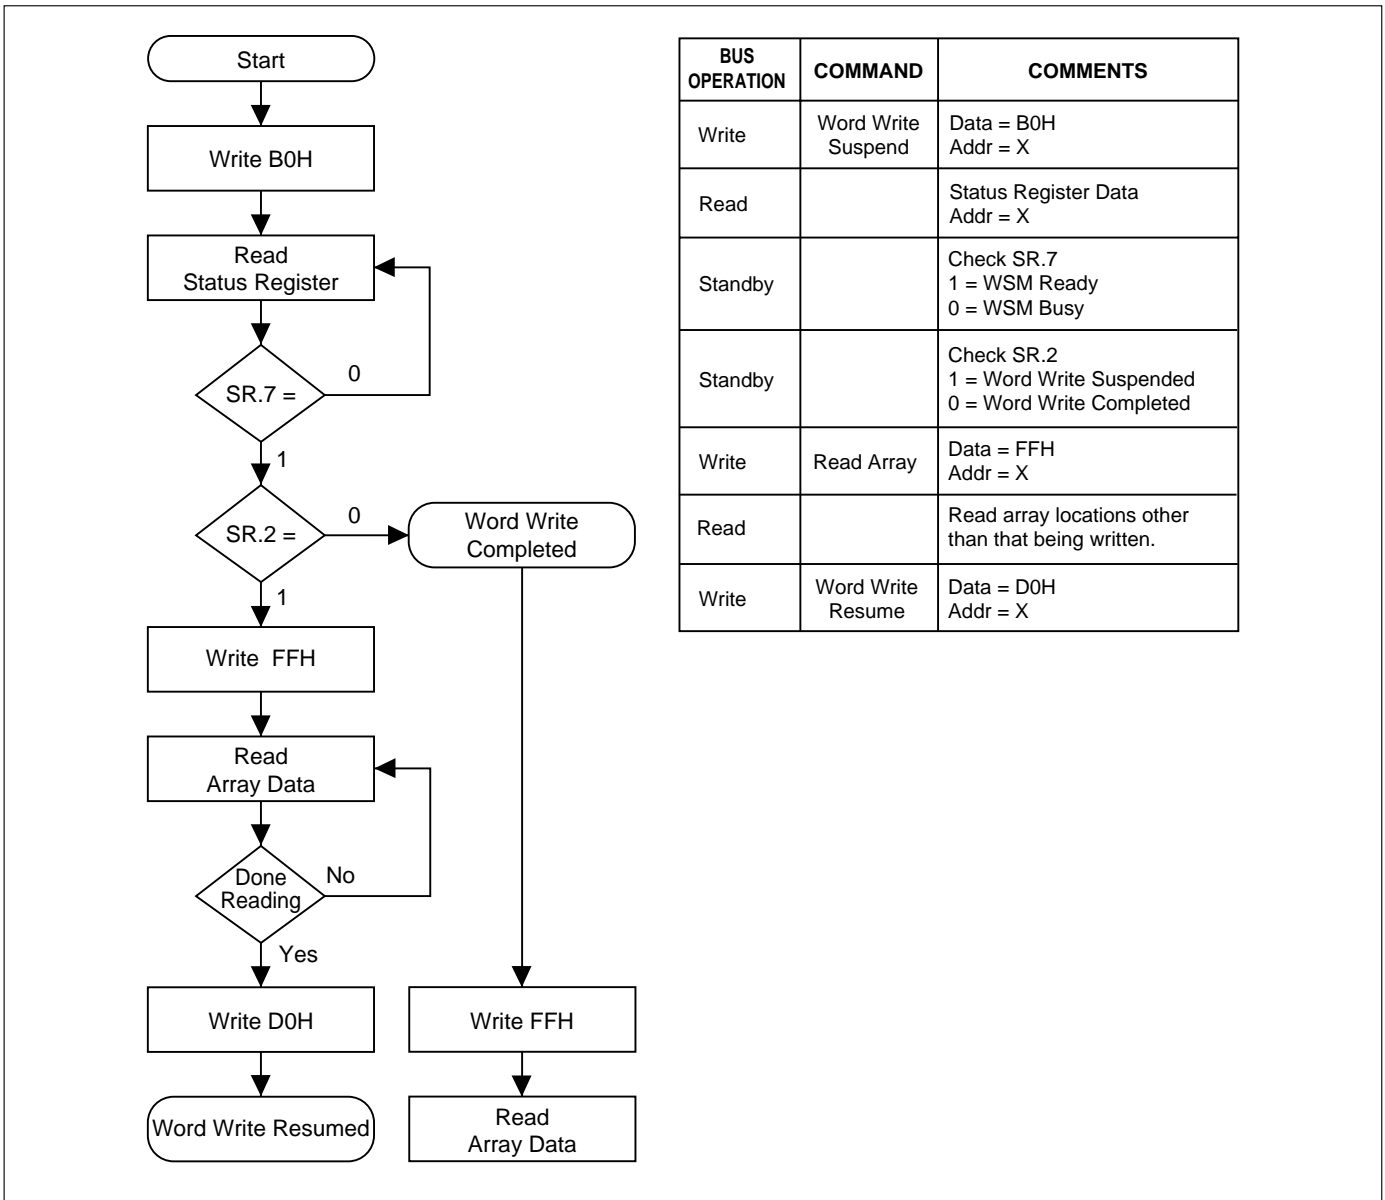 Start
Write B0H
Read
Status Register
SR.7 =
0
1
SR.2 =
0
Word Write
Completed
1
Write FFH
Read
Array Data
Done
Reading
No
Yes
Write D0H
Write FFH
Word Write Resumed
Read
Array Data
BUS
OPERATION
COMMAND
COMMENTS
Write
Word Write
Suspend
Data = B0H
Addr = X
Read
Status Register Data
Addr = X
Standby
Check SR.7
1 = WSM Ready
0 = WSM Busy
Standby
Check SR.2
1 = Word Write Suspended
0 = Word Write Completed
Write
Read Array
Data = FFH
Addr = X
Read
Read array locations other
than that being written.
Write
Word Write
Resume
Data = D0H
Addr = X